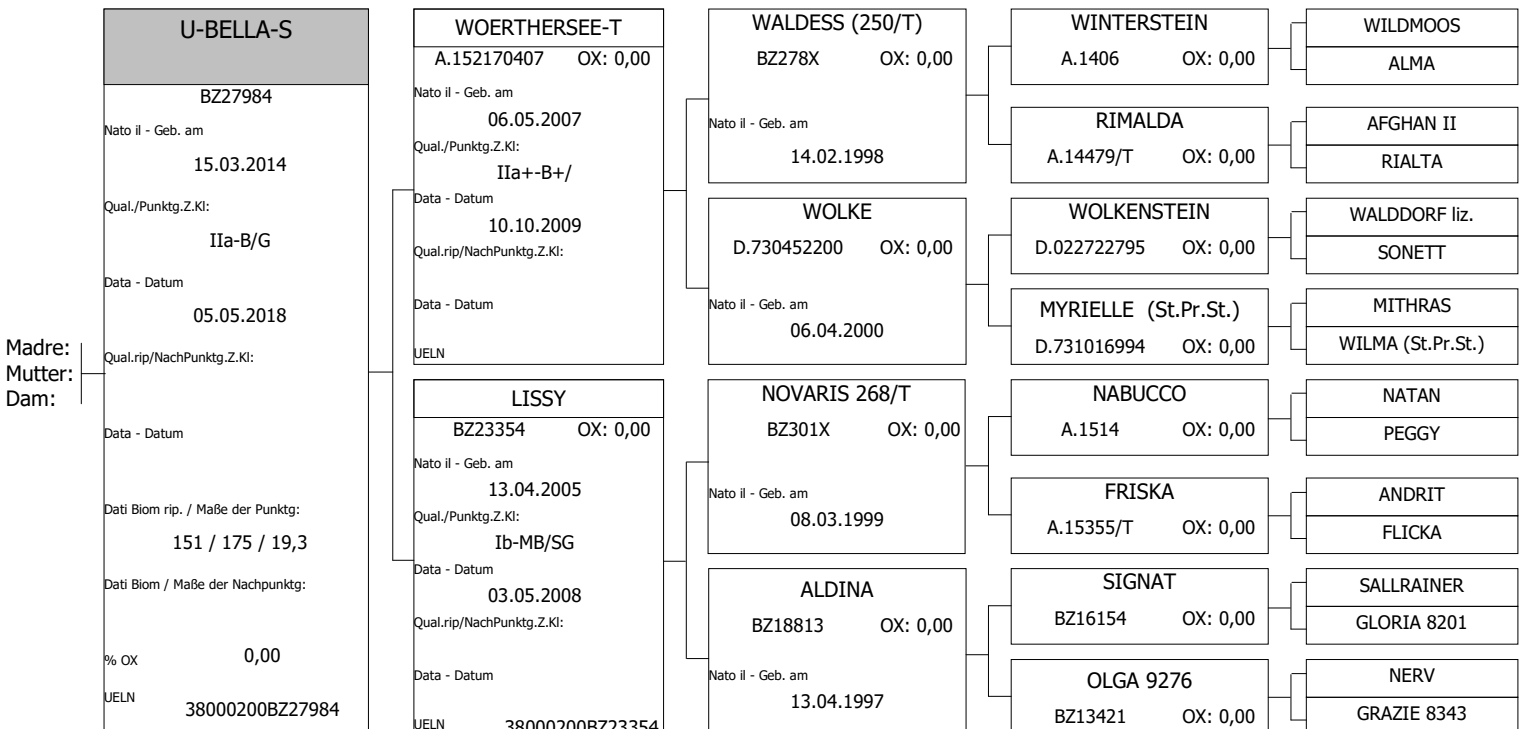 Madre:
Mutter:
Dam:
U-BELLA-S
BZ27984
Nato il - Geb. am
15.03.2014
Qual./Punktg.Z.Kl:
IIa-B/G
Data - Datum
05.05.2018
Qual.rip/NachPunktg.Z.Kl:
Data - Datum
Dati Biom rip. / Maße der Punktg:
151 / 175 / 19,3
Dati Biom / Maße der Nachpunktg:
% OX 0,00
UELN 38000200BZ27984
WOERTHERSEE-T
A.152170407 OX: 0,00
Nato il - Geb. am
06.05.2007
Qual./Punktg.Z.Kl:
IIa+-B+/
Data - Datum
10.10.2009
Qual.rip/NachPunktg.Z.Kl:
Data - Datum
UELN
LISSY
BZ23354 OX: 0,00
Nato il - Geb. am
13.04.2005
Qual./Punktg.Z.Kl:
Ib-MB/SG
Data - Datum
03.05.2008
Qual.rip/NachPunktg.Z.Kl:
Data - Datum
UELN 38000200BZ23354
WALDESS (250/T)
BZ278X OX: 0,00
Nato il - Geb. am
14.02.1998
WOLKE
D.730452200 OX: 0,00
Nato il - Geb. am
06.04.2000
NOVARIS 268/T
BZ301X OX: 0,00
Nato il - Geb. am
08.03.1999
ALDINA
BZ18813 OX: 0,00
Nato il - Geb. am
13.04.1997
WINTERSTEIN
A.1406 OX: 0,00
RIMALDA
A.14479/T OX: 0,00
WOLKENSTEIN
D.022722795 OX: 0,00
MYRIELLE (St.Pr.St.)
D.731016994 OX: 0,00
NABUCCO
A.1514 OX: 0,00
FRISKA
A.15355/T OX: 0,00
SIGNAT
BZ16154 OX: 0,00
OLGA 9276
BZ13421 OX: 0,00
WILDMOOS
ALMA
AFGHAN II
RIALTA
WALDDORF liz.
SONETT
MITHRAS
WILMA (St.Pr.St.)
NATAN
PEGGY
ANDRIT
FLICKA
SALLRAINER
GLORIA 8201
NERV
GRAZIE 8343